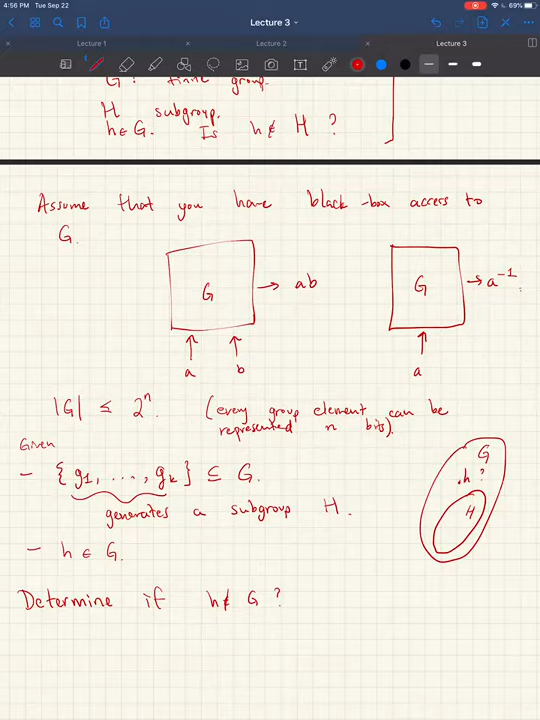 4:56 PM Tue Sep 22
69%
Lecture 3
Lecture 1
Lecture 2
Lecture 3
G : finite group.
H subgroup.
h∈G. Is h∉H ?
Assume that you have black-box access to
G.
G → ab
a b
G → a⁻¹
a
|G| ≤ 2ⁿ. (every group element can be
represented n bits).
Given
- {g1, ..., gk} ⊆ G.
generates a subgroup H.
G
.h ?
H
- h ∈ G.
Determine if h∉ G ?